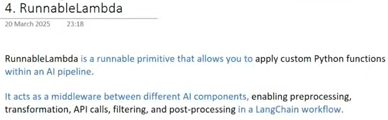 4. RunnableLambda
20 March 2025 23:18
RunnableLambda is a runnable primitive that allows you to apply custom Python functions
within an AI pipeline.
It acts as a middleware between different AI components, enabling preprocessing,
transformation, API calls, filtering, and post-processing in a LangChain workflow.